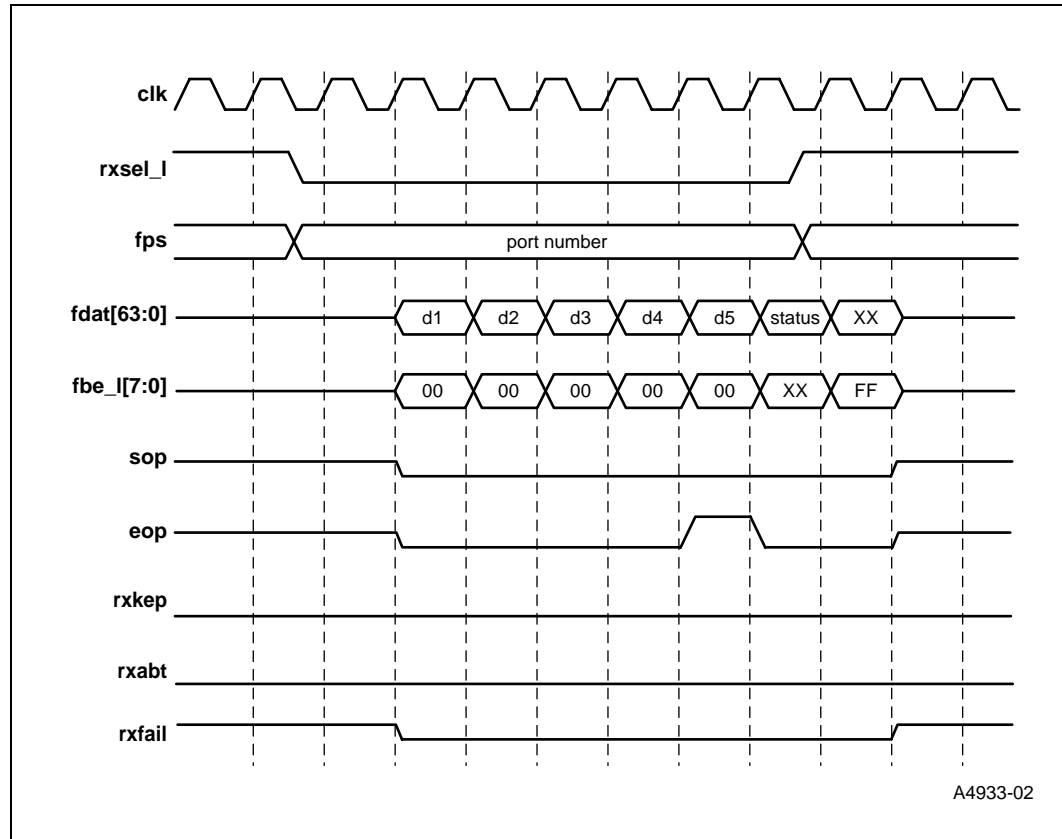 clk
rxsel_l
fps port number
fdat[63:0] d1 d2 d3 d4 d5 status XX
fbe_l[7:0] 00 00 00 00 00 XX FF
sop
eop
rxkep
rxabt
rxfail
A4933-02